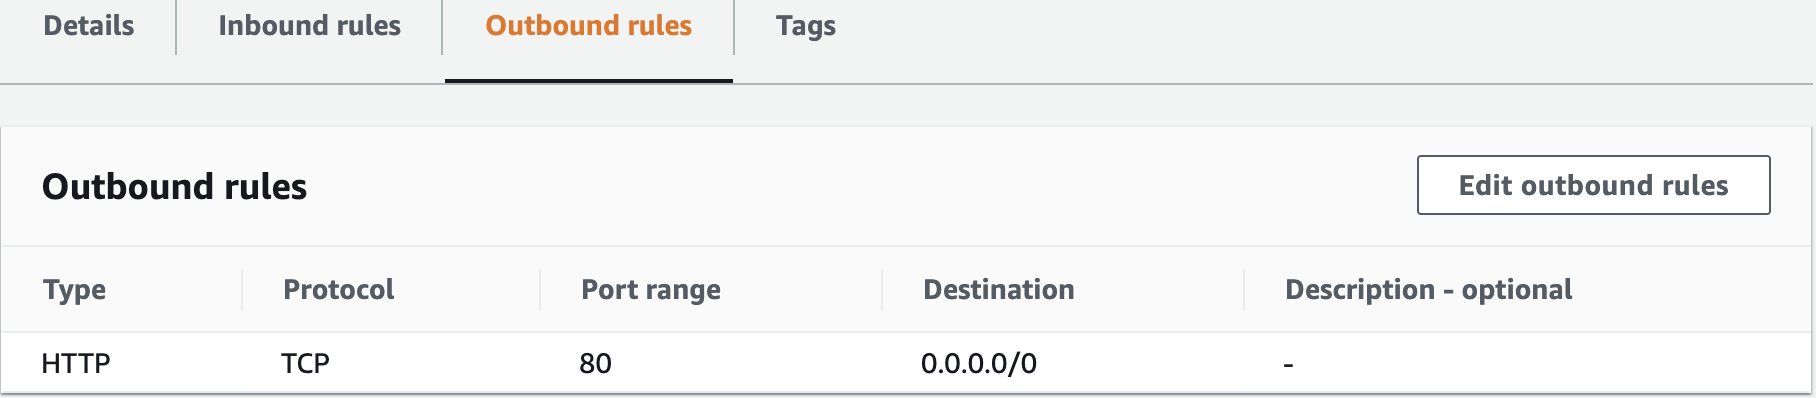 Details Inbound rules Outbound rules Tags
Outbound rules Edit outbound rules
Type Protocol Port range Destination Description - optional
HTTP TCP 80 0.0.0.0/0 -